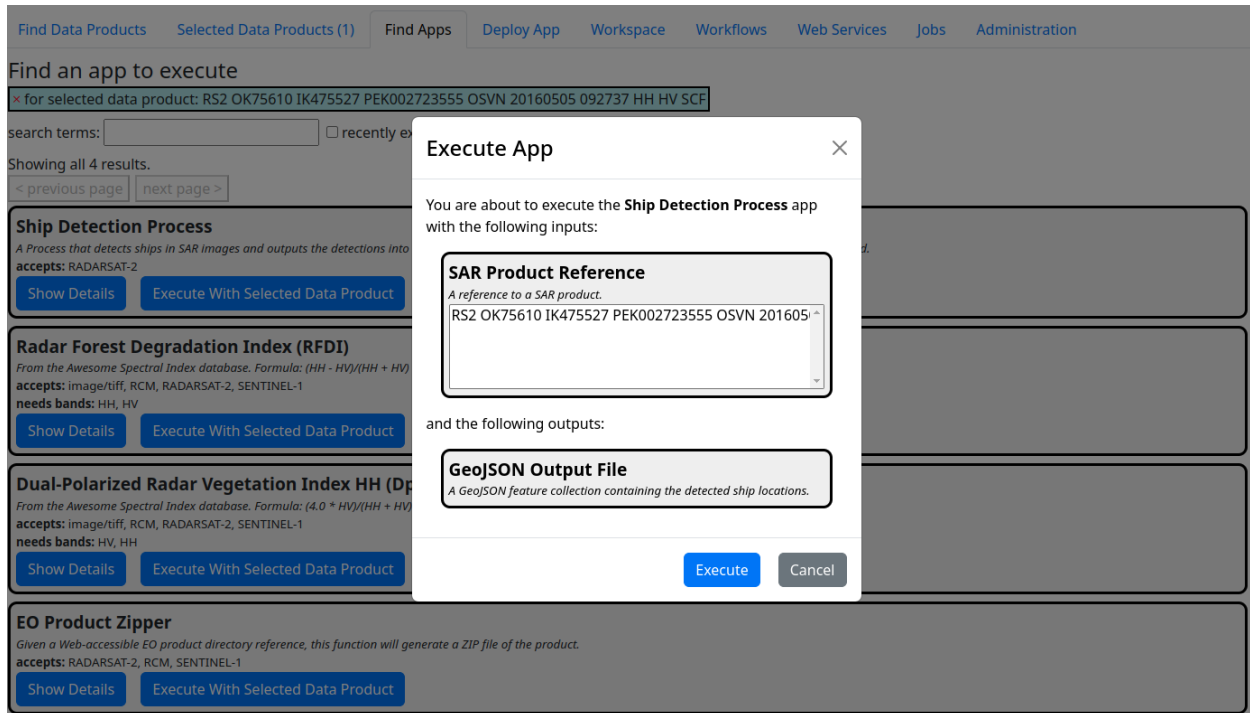 Find Data Products Selected Data Products (1) Find Apps Deploy App Workspace Workflows Web Services Jobs Administration
Find an app to execute
× for selected data product: RS2 OK75610 IK475527 PEK002723555 OSVN 20160505 092737 HH HV SCF
search terms: recently ex
Showing all 4 results.
< previous page next page >
Ship Detection Process
A Process that detects ships in SAR images and outputs the detections into d.
accepts: RADARSAT-2
Show Details Execute With Selected Data Product
Radar Forest Degradation Index (RFDI)
From the Awesome Spectral Index database. Formula: (HH - HV)/(HH + HV)
accepts: image/tiff, RCM, RADARSAT-2, SENTINEL-1
needs bands: HH, HV
Show Details Execute With Selected Data Product
Dual-Polarized Radar Vegetation Index HH (Dp
From the Awesome Spectral Index database. Formula: (4.0 * HV)/(HH + HV)
accepts: image/tiff, RCM, RADARSAT-2, SENTINEL-1
needs bands: HV, HH
Show Details Execute With Selected Data Product
EO Product Zipper
Given a Web-accessible EO product directory reference, this function will generate a ZIP file of the product.
accepts: RADARSAT-2, RCM, SENTINEL-1
Show Details Execute With Selected Data Product
Execute App
You are about to execute the Ship Detection Process app
with the following inputs:
SAR Product Reference
A reference to a SAR product.
RS2 OK75610 IK475527 PEK002723555 OSVN 201605
and the following outputs:
GeoJSON Output File
A GeoJSON feature collection containing the detected ship locations.
Execute Cancel